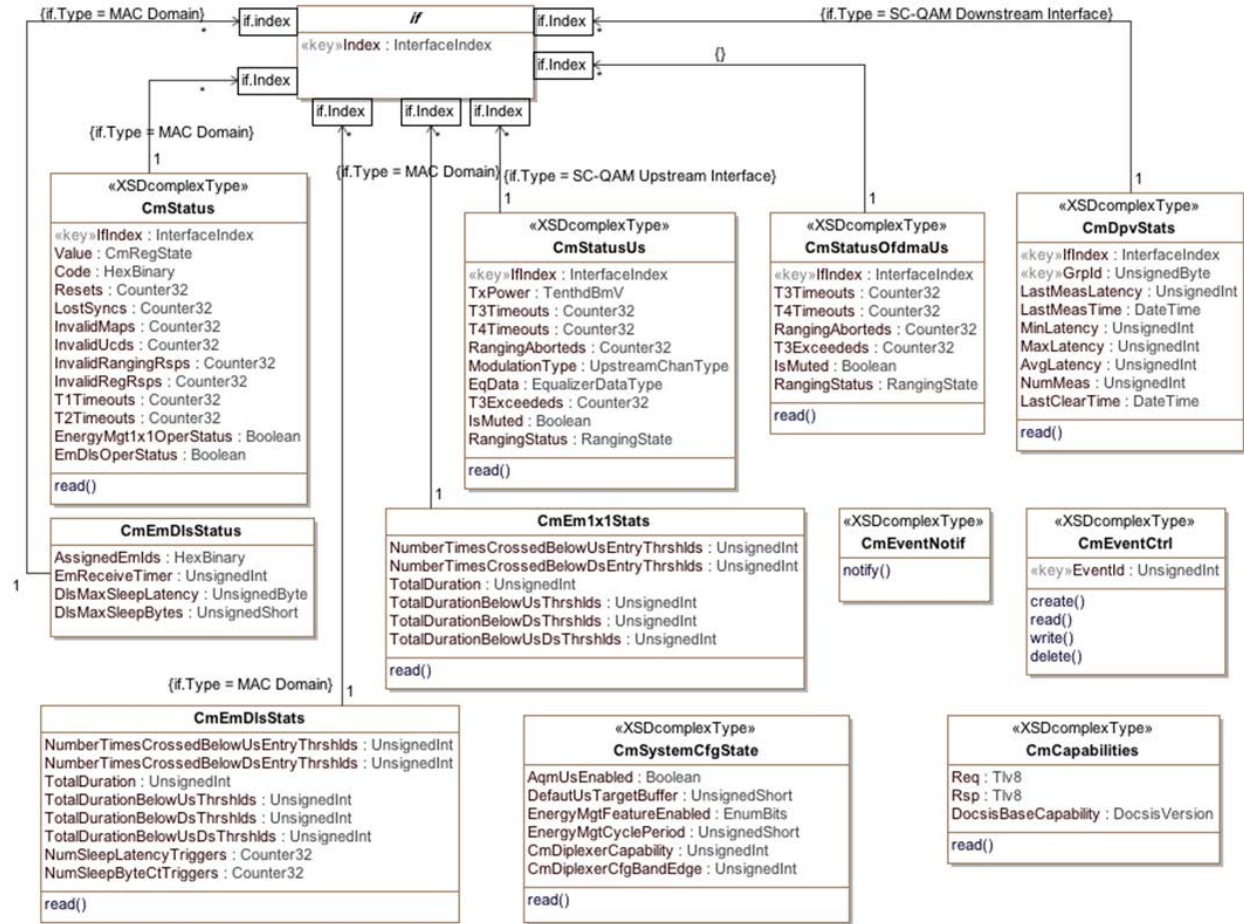 {if.Type = MAC Domain}
if.index
*
if
«key»Index : InterfaceIndex
if.Index
*
{if.Type = SC-QAM Downstream Interface}
if.Index
*
{}
if.Index
*
if.Index
*
if.Index
*
if.Index
*
{if.Type = MAC Domain}
1
{if.Type = MAC Domain}
{if.Type = SC-QAM Upstream Interface}
1
1
1
«XSDcomplexType»
CmStatus
«key»IfIndex : InterfaceIndex
Value : CmRegState
Code : HexBinary
Resets : Counter32
LostSyncs : Counter32
InvalidMaps : Counter32
InvalidUcds : Counter32
InvalidRangingRsps : Counter32
InvalidRegRsps : Counter32
T1Timeouts : Counter32
T2Timeouts : Counter32
EnergyMgt1x1OperStatus : Boolean
EmDlsOperStatus : Boolean
read()
«XSDcomplexType»
CmStatusUs
«key»IfIndex : InterfaceIndex
TxPower : TenthdBmV
T3Timeouts : Counter32
T4Timeouts : Counter32
RangingAborteds : Counter32
ModulationType : UpstreamChanType
EqData : EqualizerDataType
T3Exceededs : Counter32
IsMuted : Boolean
RangingStatus : RangingState
read()
«XSDcomplexType»
CmStatusOfdmaUs
«key»IfIndex : InterfaceIndex
T3Timeouts : Counter32
T4Timeouts : Counter32
RangingAborteds : Counter32
T3Exceededs : Counter32
IsMuted : Boolean
RangingStatus : RangingState
read()
«XSDcomplexType»
CmDpvStats
«key»IfIndex : InterfaceIndex
«key»GrpId : UnsignedByte
LastMeasLatency : UnsignedInt
LastMeasTime : DateTime
MinLatency : UnsignedInt
MaxLatency : UnsignedInt
AvgLatency : UnsignedInt
NumMeas : UnsignedInt
LastClearTime : DateTime
read()
1
CmEmDlsStatus
AssignedEmIds : HexBinary
EmReceiveTimer : UnsignedInt
DlsMaxSleepLatency : UnsignedByte
DlsMaxSleepBytes : UnsignedShort
1
CmEm1x1Stats
NumberTimesCrossedBelowUsEntryThrshlds : UnsignedInt
NumberTimesCrossedBelowDsEntryThrshlds : UnsignedInt
TotalDuration : UnsignedInt
TotalDurationBelowUsThrshlds : UnsignedInt
TotalDurationBelowDsThrshlds : UnsignedInt
TotalDurationBelowUsDsThrshlds : UnsignedInt
read()
«XSDcomplexType»
CmEventNotif
notify()
«XSDcomplexType»
CmEventCtrl
«key»EventId : UnsignedInt
create()
read()
write()
delete()
{if.Type = MAC Domain}
1
CmEmDlsStats
NumberTimesCrossedBelowUsEntryThrshlds : UnsignedInt
NumberTimesCrossedBelowDsEntryThrshlds : UnsignedInt
TotalDuration : UnsignedInt
TotalDurationBelowUsThrshlds : UnsignedInt
TotalDurationBelowDsThrshlds : UnsignedInt
TotalDurationBelowUsDsThrshlds : UnsignedInt
NumSleepLatencyTriggers : Counter32
NumSleepByteCtTriggers : Counter32
read()
«XSDcomplexType»
CmSystemCfgState
AqmUsEnabled : Boolean
DefautUsTargetBuffer : UnsignedShort
EnergyMgtFeatureEnabled : EnumBits
EnergyMgtCyclePeriod : UnsignedShort
CmDiplexerCapability : UnsignedInt
CmDiplexerCfgBandEdge : UnsignedInt
read()
«XSDcomplexType»
CmCapabilities
Req : Tlv8
Rsp : Tlv8
DocsisBaseCapability : DocsisVersion
read()